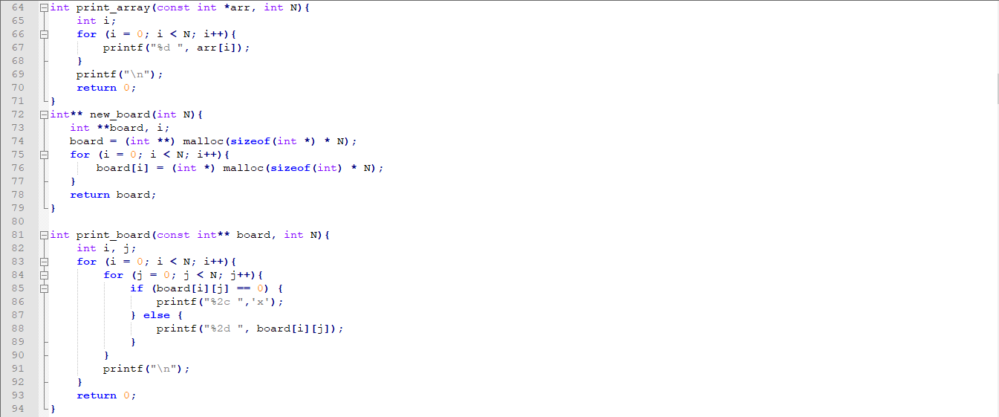 64 int print_array(const int *arr, int N){
65     int i;
66     for (i = 0; i < N; i++){
67         printf("%d ", arr[i]);
68     }
69     printf("\n");
70     return 0;
71 }
72 int** new_board(int N){
73    int **board, i;
74    board = (int **) malloc(sizeof(int *) * N);
75    for (i = 0; i < N; i++){
76        board[i] = (int *) malloc(sizeof(int) * N);
77    }
78    return board;
79 }
80
81 int print_board(const int** board, int N){
82     int i, j;
83     for (i = 0; i < N; i++){
84         for (j = 0; j < N; j++){
85             if (board[i][j] == 0) {
86                 printf("%2c ",'x');
87             } else {
88                 printf("%2d ", board[i][j]);
89             }
90         }
91         printf("\n");
92     }
93     return 0;
94 }